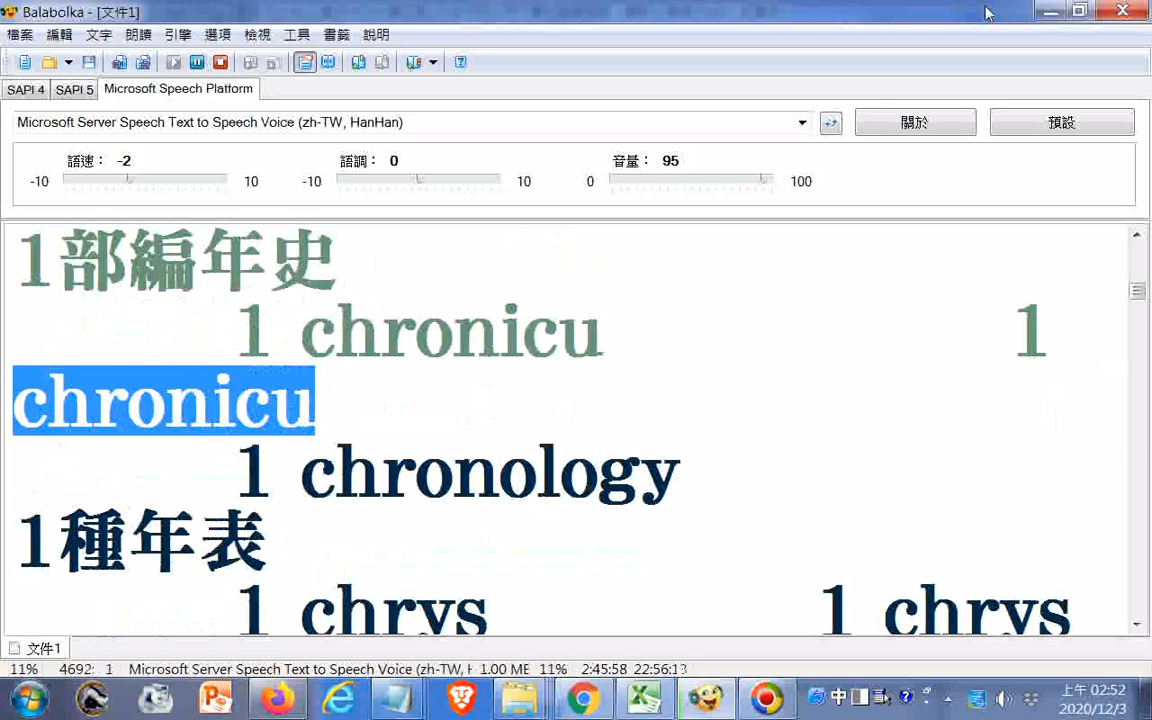 Balabolka - [文件1]
檔案 編輯 文字 朗讀 引擎 選項 檢視 工具 書籤 說明
SAPI 4 SAPI 5 Microsoft Speech Platform
Microsoft Server Speech Text to Speech Voice (zh-TW, HanHan) 關於 預設
語速： -2 語調： 0 音量： 95
-10 10 -10 10 0 100
1部編年史
1 chronicu 1
chronicu
1 chronology
1種年表
1 chrys 1 chrys
文件1
11% 4692: 1 Microsoft Server Speech Text to Speech Voice (zh-TW, 1.00 ME 11% 2:45:58 22:56:13
中 上午 02:52
2020/12/3